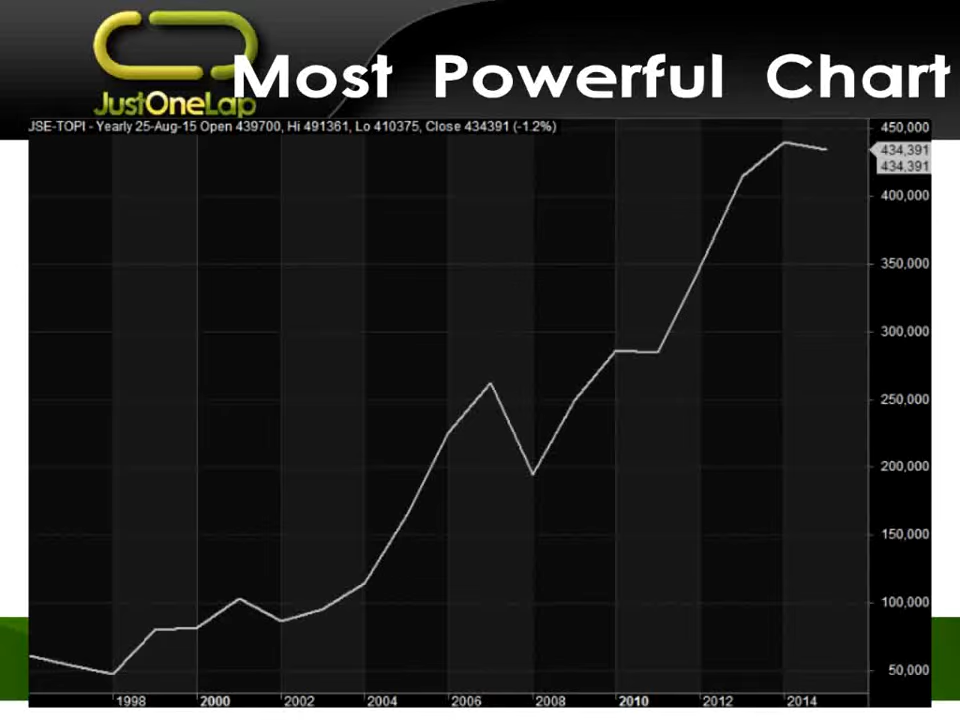 Most Powerful Chart
JustOneLap
JSE-TOPI - Yearly 25-Aug-15 Open 439700, Hi 491361, Lo 410375, Close 434391 (-1.2%)
450,000
434,391
434,391
400,000
350,000
300,000
250,000
200,000
150,000
100,000
50,000
1998 2000 2002 2004 2006 2008 2010 2012 2014